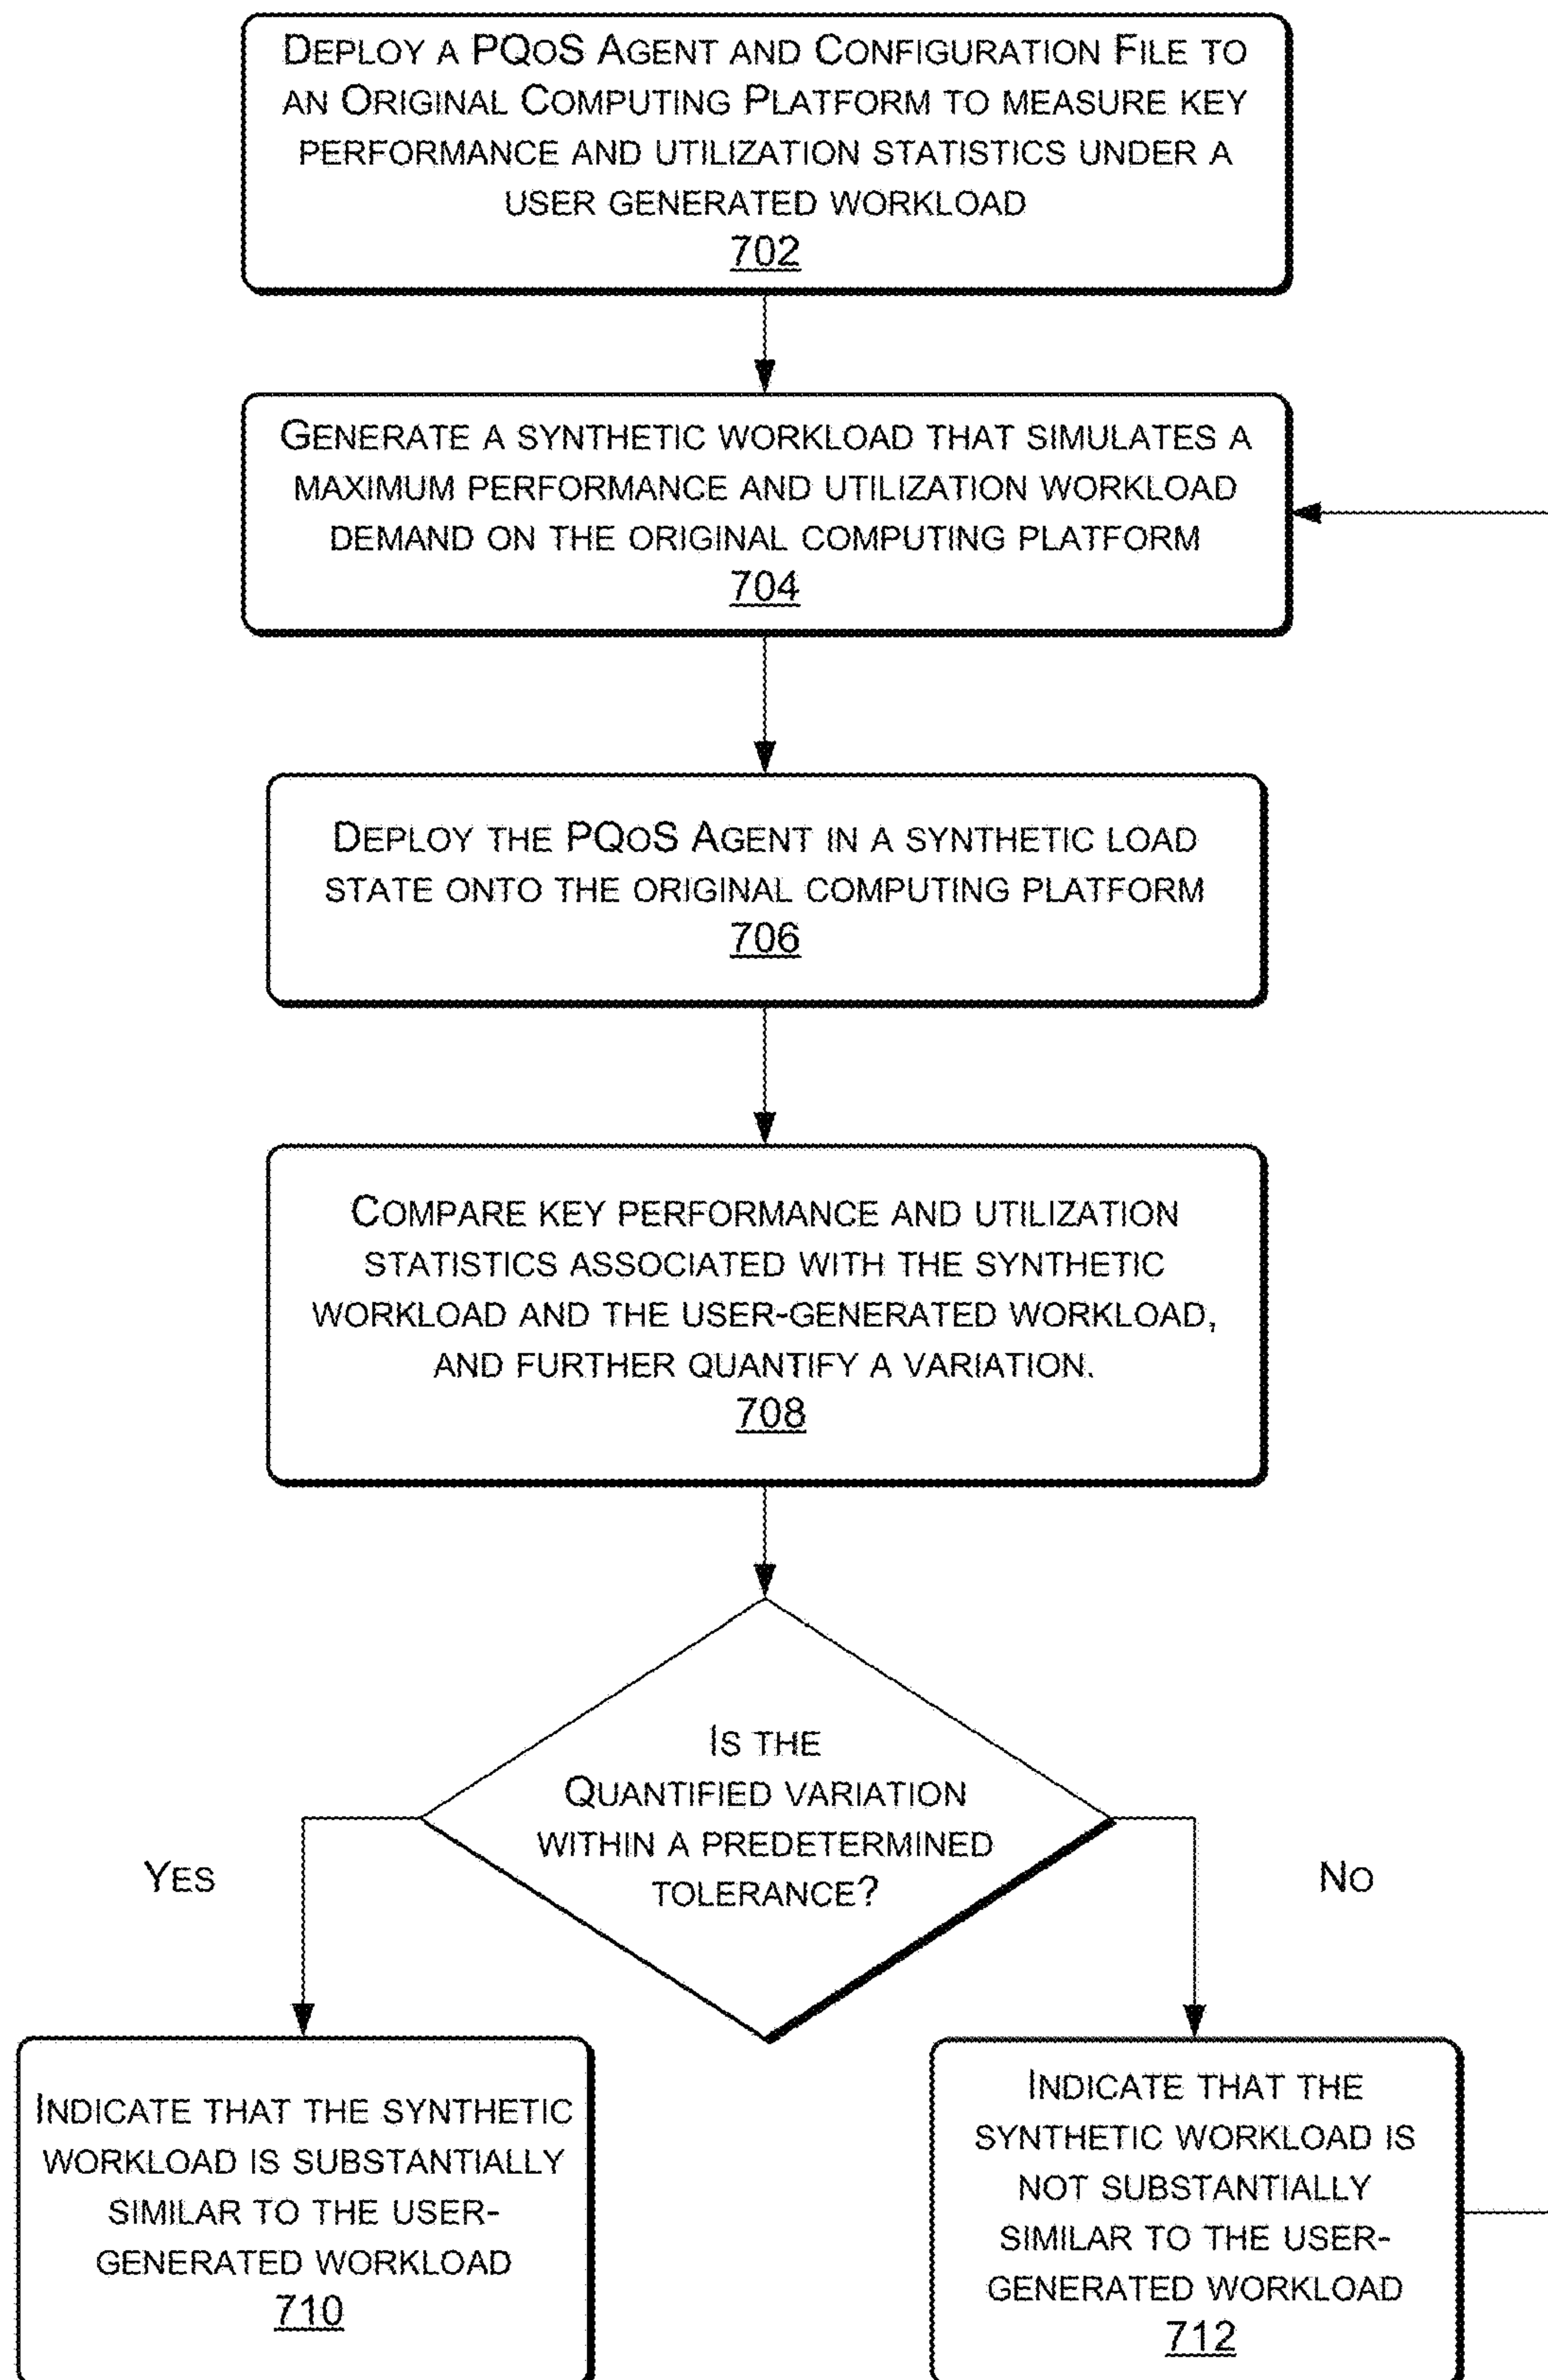 DEPLOY A PQOS AGENT AND CONFIGURATION FILE TO
AN ORIGINAL COMPUTING PLATFORM TO MEASURE KEY
PERFORMANCE AND UTILIZATION STATISTICS UNDER A
USER GENERATED WORKLOAD
702
GENERATE A SYNTHETIC WORKLOAD THAT SIMULATES A
MAXIMUM PERFORMANCE AND UTILIZATION WORKLOAD
DEMAND ON THE ORIGINAL COMPUTING PLATFORM
704
DEPLOY THE PQOS AGENT IN A SYNTHETIC LOAD
STATE ONTO THE ORIGINAL COMPUTING PLATFORM
706
COMPARE KEY PERFORMANCE AND UTILIZATION
STATISTICS ASSOCIATED WITH THE SYNTHETIC
WORKLOAD AND THE USER-GENERATED WORKLOAD,
AND FURTHER QUANTIFY A VARIATION.
708
IS THE
QUANTIFIED VARIATION
WITHIN A PREDETERMINED
TOLERANCE?
YES
NO
INDICATE THAT THE SYNTHETIC
WORKLOAD IS SUBSTANTIALLY
SIMILAR TO THE USER-
GENERATED WORKLOAD
710
INDICATE THAT THE
SYNTHETIC WORKLOAD IS
NOT SUBSTANTIALLY
SIMILAR TO THE USER-
GENERATED WORKLOAD
712